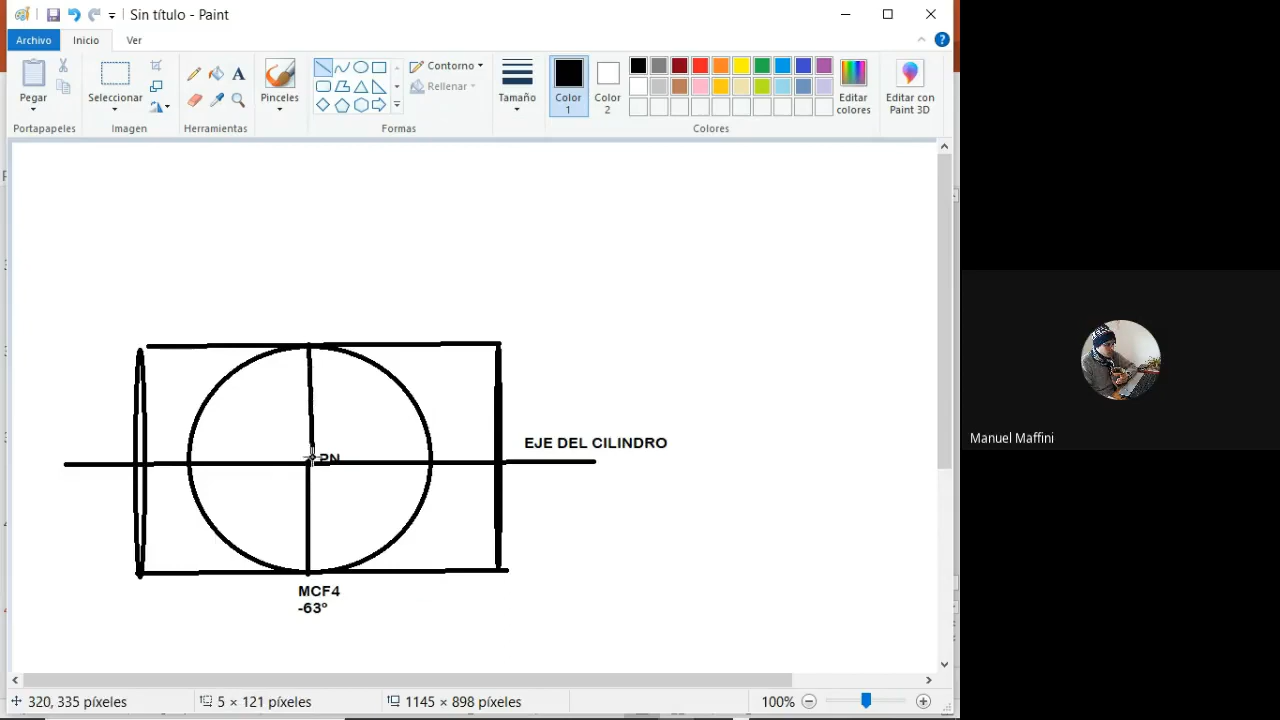 Sin título - Paint
Archivo Inicio Ver
Pegar
Portapapeles
Seleccionar
Imagen
A
Herramientas
Pinceles
Contorno
Rellenar
Formas
Tamaño
Color 1
Color 2
Colores
Editar colores
Editar con Paint 3D
EJE DEL CILINDRO
PN
MCF4
-63º
Manuel Maffini
320, 335 píxeles 5 × 121 píxeles 1145 × 898 píxeles 100%